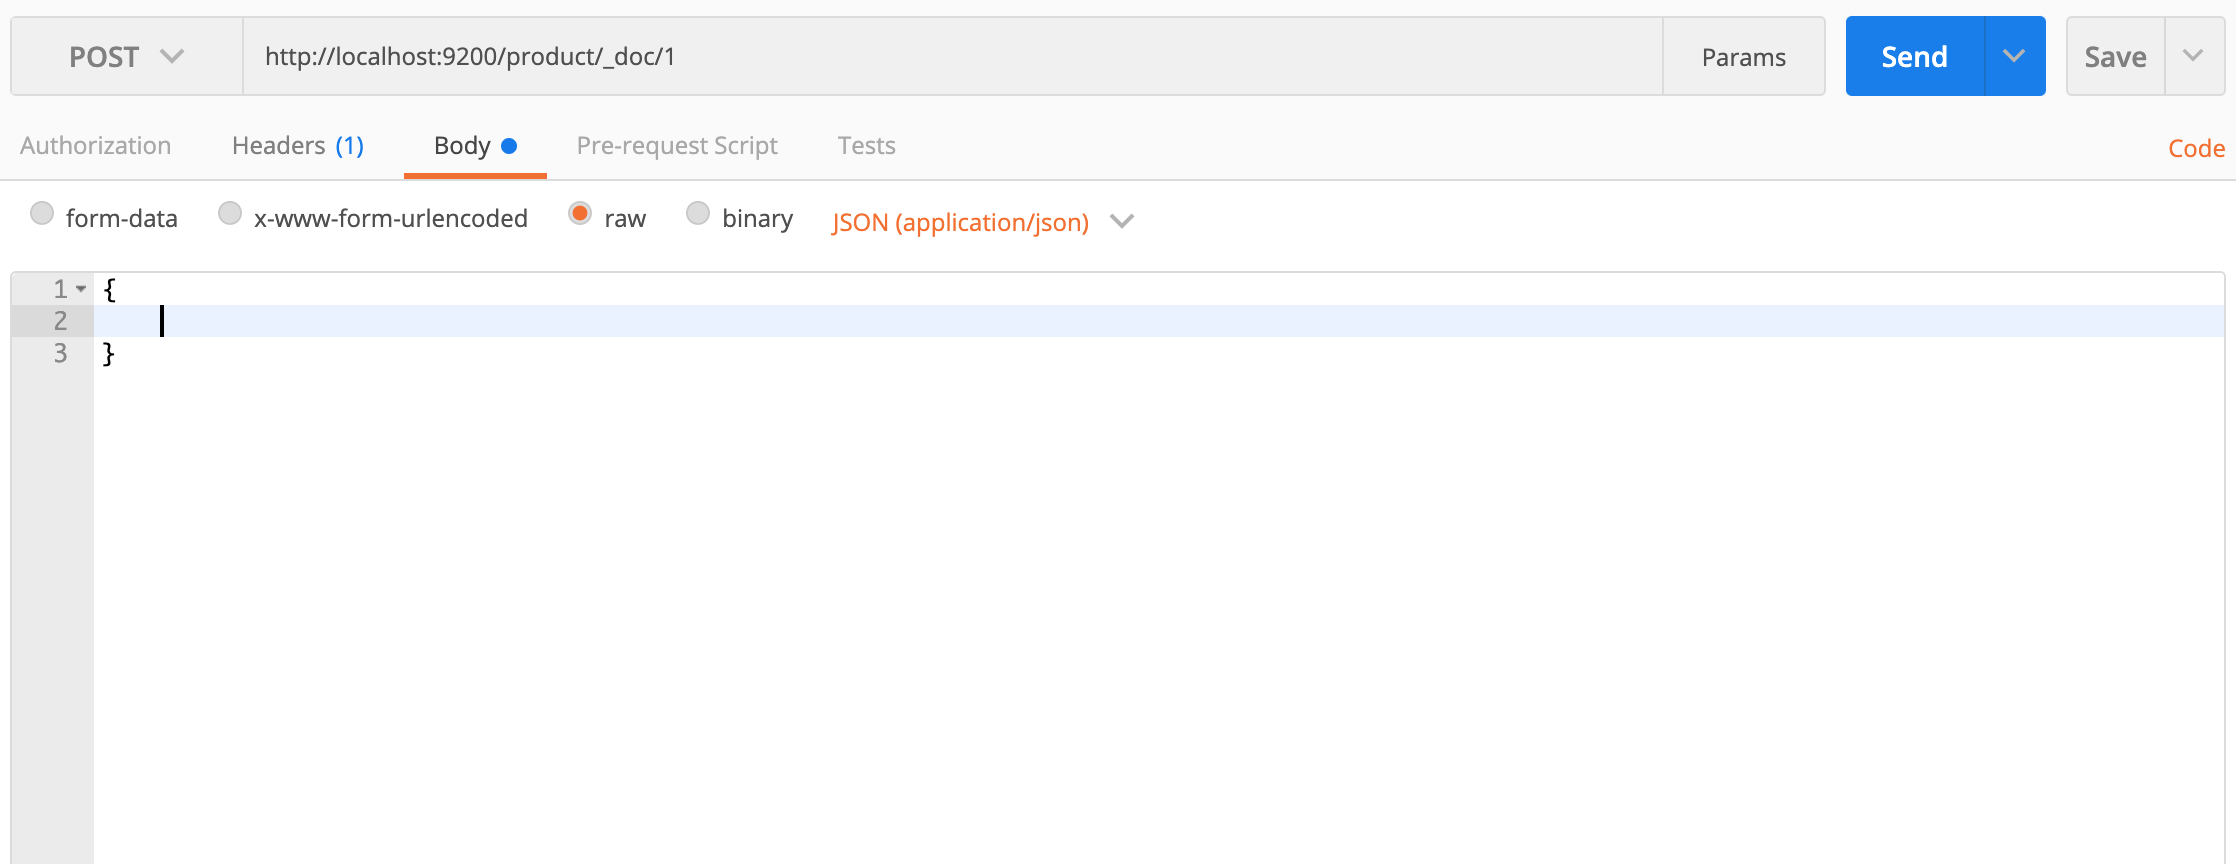 POST http://localhost:9200/product/_doc/1 Params Send Save
Authorization Headers (1) Body Pre-request Script Tests Code
form-data x-www-form-urlencoded raw binary JSON (application/json)
1 {
2
3 }